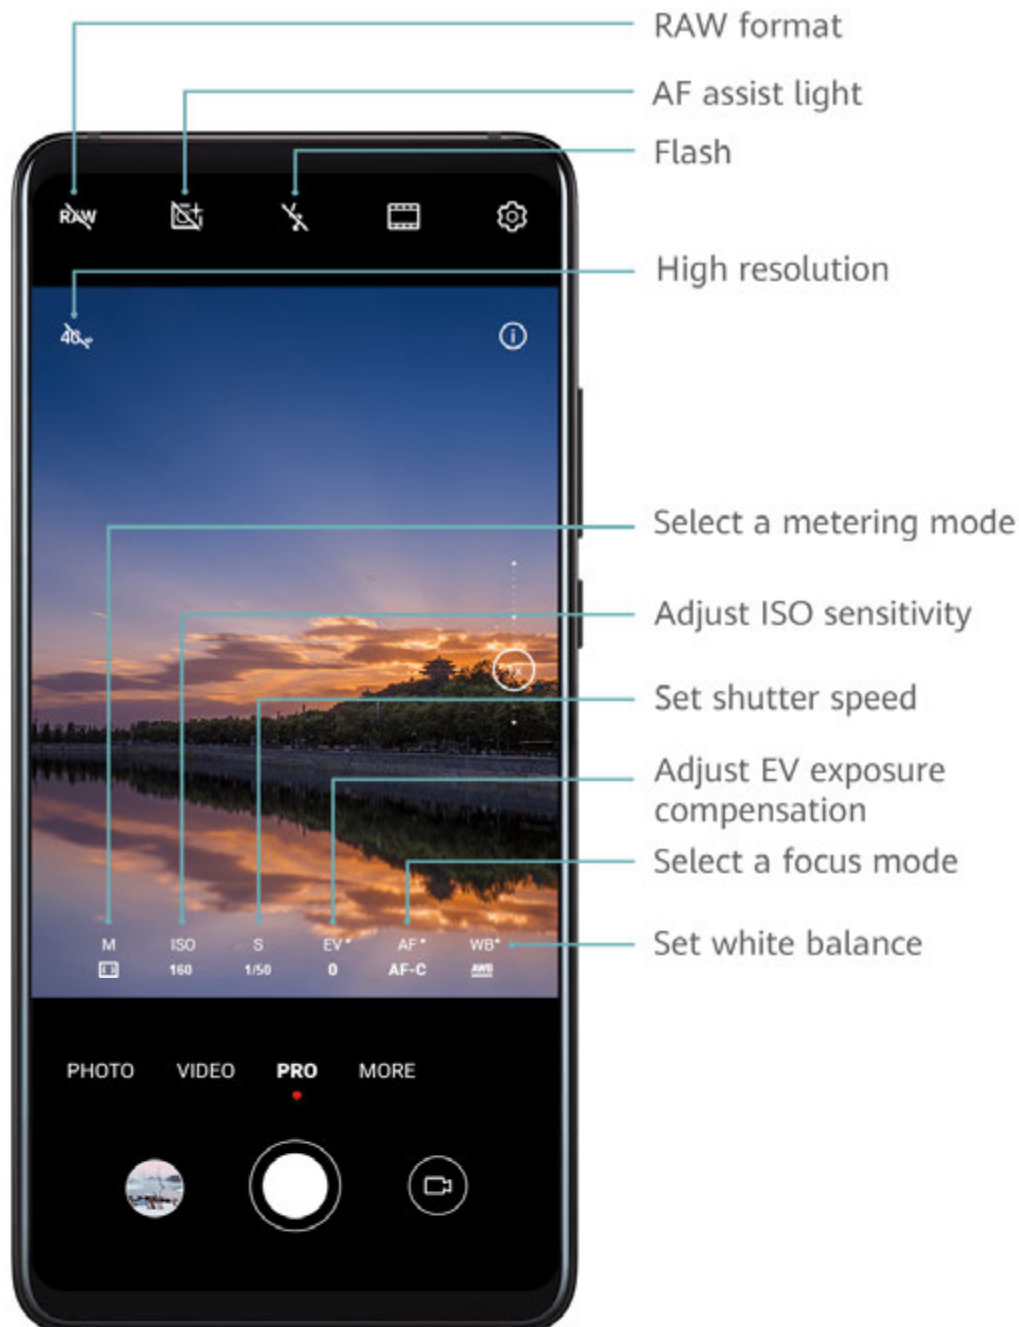 RAW format
AF assist light
Flash
RAW
High resolution
Select a metering mode
Adjust ISO sensitivity
1x
Set shutter speed
Adjust EV exposure
compensation
Select a focus mode
M ISO S EV AF WB
Set white balance
160 1/50 0 AF-C AWB
PHOTO VIDEO PRO MORE